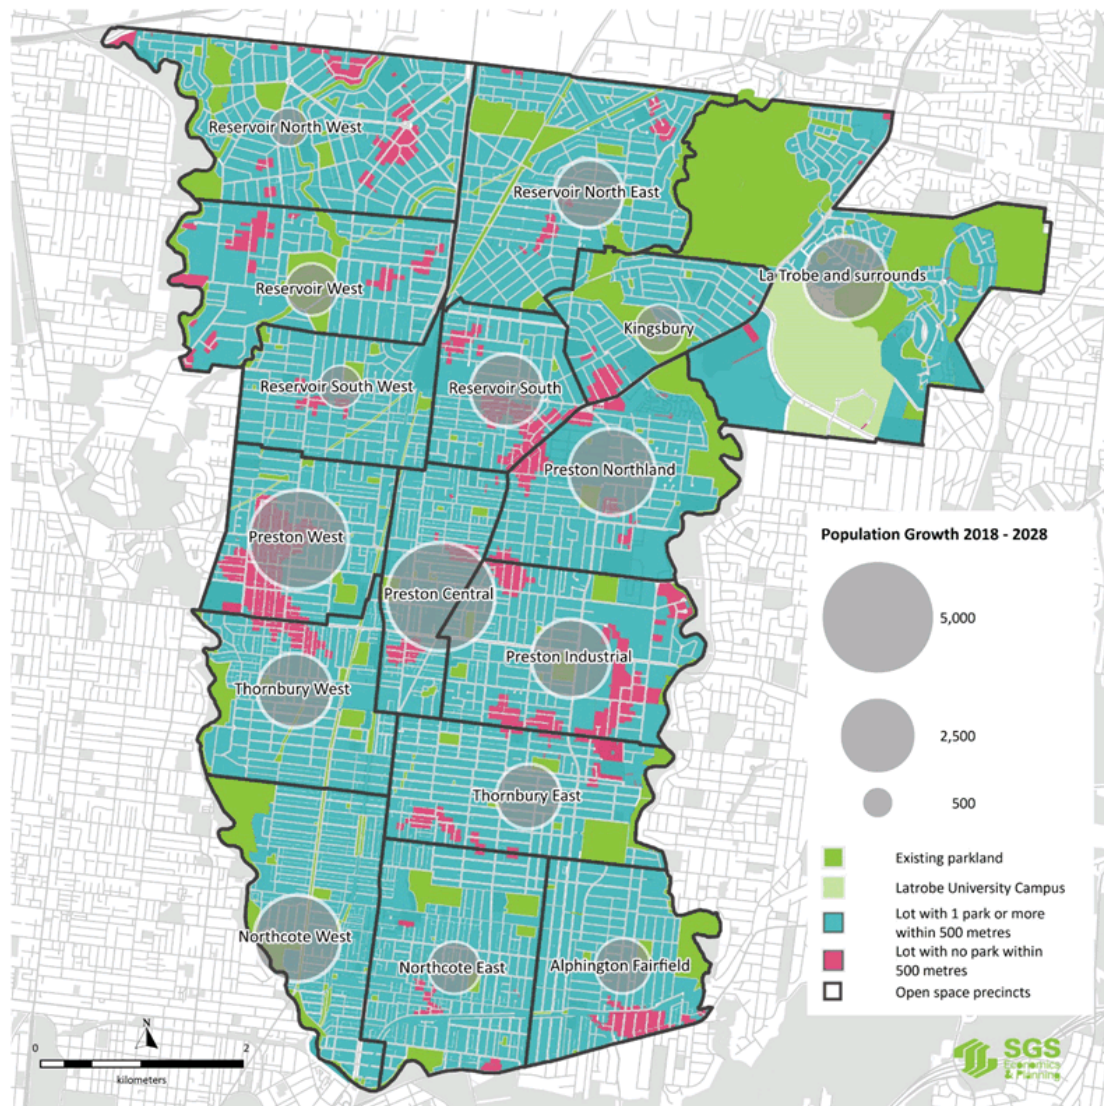 Reservoir North West
Reservoir North East
La Trobe and surrounds
Reservoir West
Kingsbury
Reservoir South West
Reservoir South
Preston Northland
Preston West
Preston Central
Preston Industrial
Thornbury West
Thornbury East
Northcote West
Northcote East
Alphington Fairfield
Population Growth 2018 - 2028
5,000
2,500
500
Existing parkland
Latrobe University Campus
Lot with 1 park or more
within 500 metres
Lot with no park within
500 metres
Open space precincts
N
0
2
kilometers
SGS
Economics
& Planning